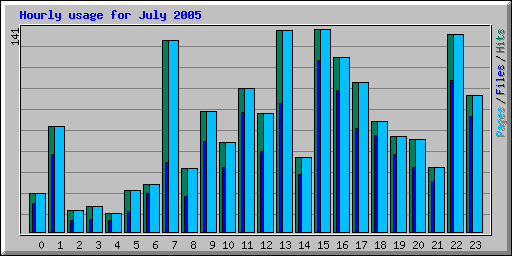 Hourly usage for July 2005
141
Pages/Files/Hits
0 1 2 3 4 5 6 7 8 9 10 11 12 13 14 15 16 17 18 19 20 21 22 23